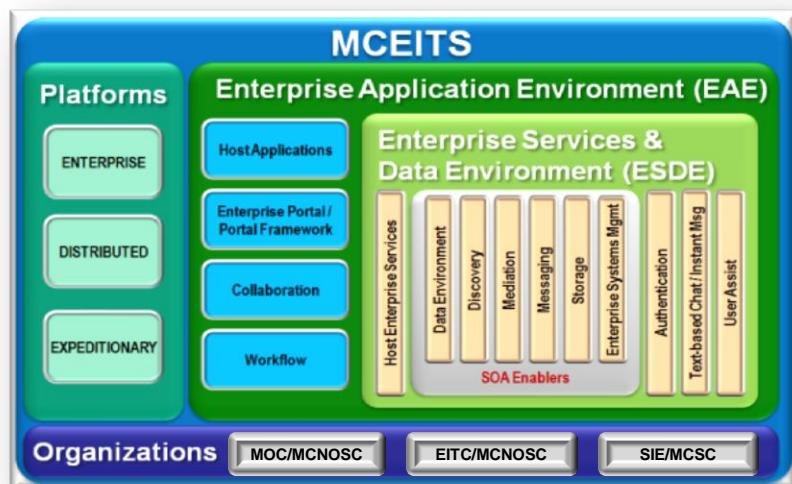 MCEITS
Platforms
ENTERPRISE
DISTRIBUTED
EXPEDITIONARY
Enterprise Application Environment (EAE)
Host Applications
Enterprise Portal /
Portal Framework
Collaboration
Workflow
Enterprise Services &
Data Environment (ESDE)
Host Enterprise Services
Data Environment
Discovery
Mediation
Messaging
Storage
Enterprise Systems Mgmt
SOA Enablers
Authentication
Text-based Chat / Instant Msg
User Assist
Organizations
MOC/MCNOSC
EITC/MCNOSC
SIE/MCSC